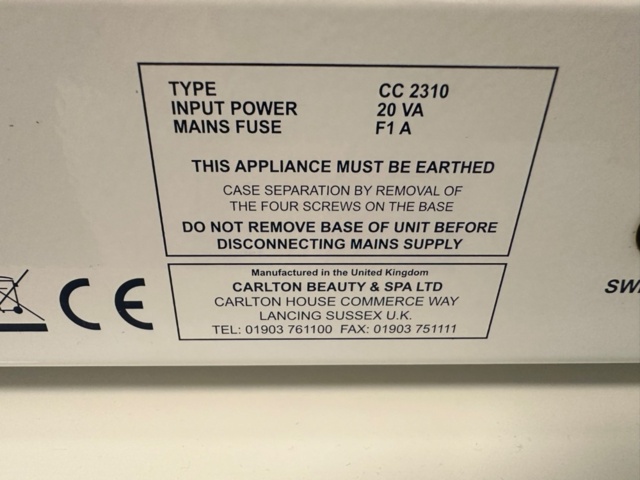 TYPE CC 2310
INPUT POWER 20 VA
MAINS FUSE F1 A
THIS APPLIANCE MUST BE EARTHED
CASE SEPARATION BY REMOVAL OF
THE FOUR SCREWS ON THE BASE
DO NOT REMOVE BASE OF UNIT BEFORE
DISCONNECTING MAINS SUPPLY
Manufactured in the United Kingdom
CARLTON BEAUTY & SPA LTD
CARLTON HOUSE COMMERCE WAY
LANCING SUSSEX U.K.
TEL: 01903 761100 FAX: 01903 751111
CE